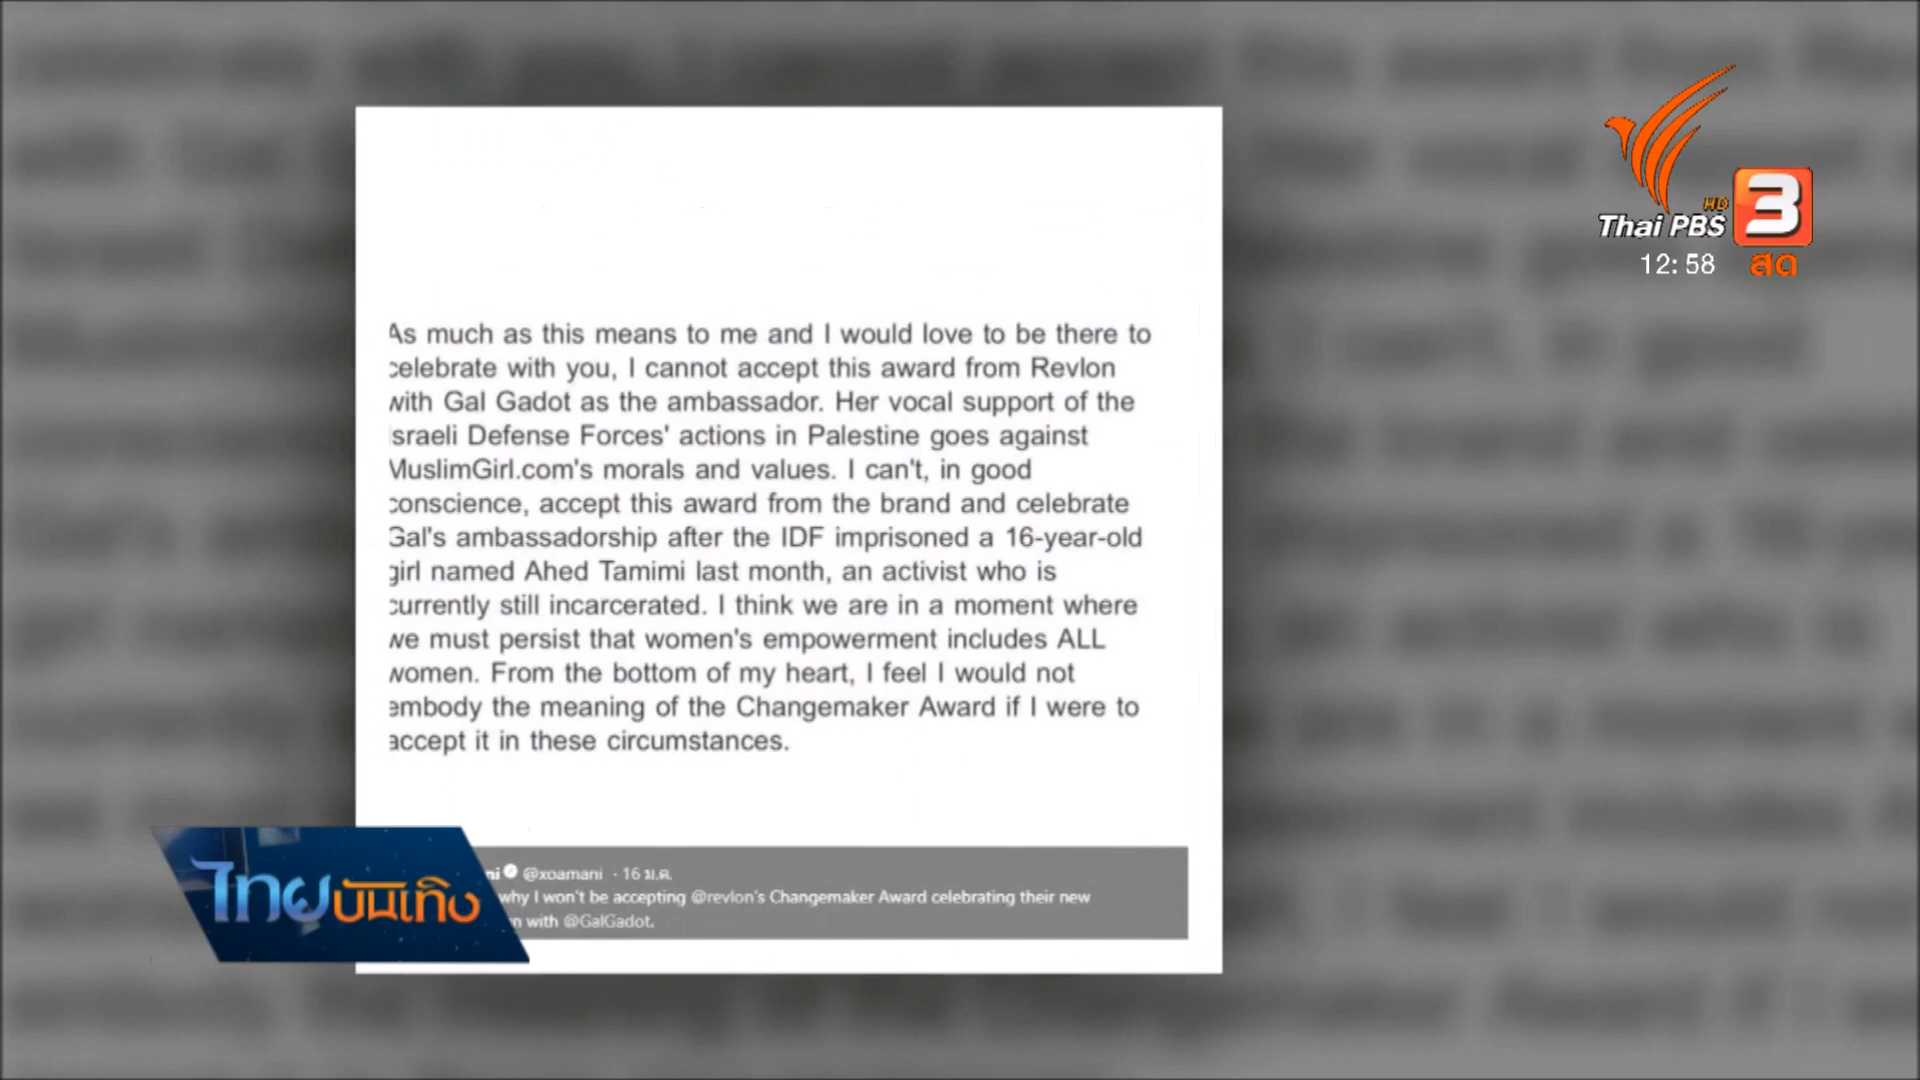 Thai PBS HD 3
12:58 สด
As much as this means to me and I would love to be there to
celebrate with you, I cannot accept this award from Revlon
with Gal Gadot as the ambassador. Her vocal support of the
Israeli Defense Forces' actions in Palestine goes against
MuslimGirl.com's morals and values. I can't, in good
conscience, accept this award from the brand and celebrate
Gal's ambassadorship after the IDF imprisoned a 16-year-old
girl named Ahed Tamimi last month, an activist who is
currently still incarcerated. I think we are in a moment where
we must persist that women's empowerment includes ALL
women. From the bottom of my heart, I feel I would not
embody the meaning of the Changemaker Award if I were to
accept it in these circumstances.
@xoamani · 16 ม.ค.
why I won't be accepting @revlon's Changemaker Award celebrating their new
with @GalGadot.
ไทยบันเทิง